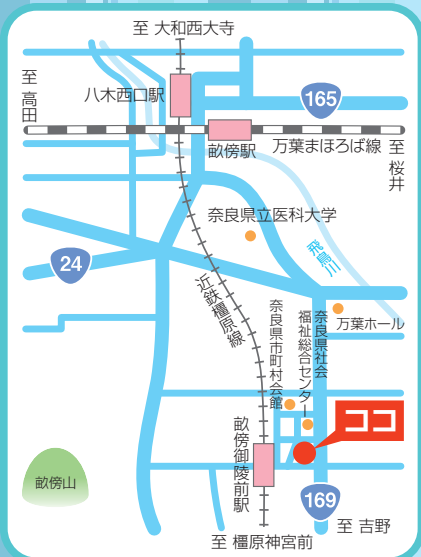 至 大和西大寺
至 高田
八木西口駅
165
畝傍駅
万葉まほろば線
至 桜井
奈良県立医科大学
飛鳥川
24
近鉄橿原線
万葉ホール
奈良県社会
福祉総合センター
奈良県市町村会館
ココ
畝傍御陵前駅
畝傍山
169
至 吉野
至 橿原神宮前